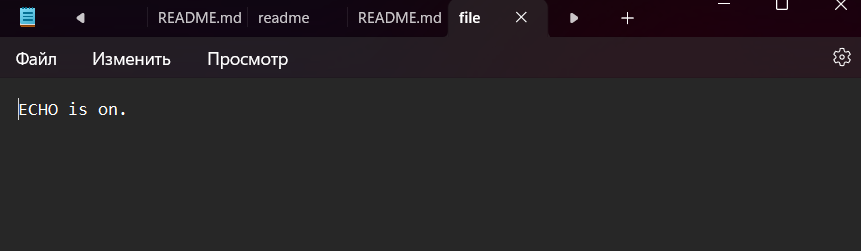 README.md readme README.md file
Файл Изменить Просмотр
ECHO is on.